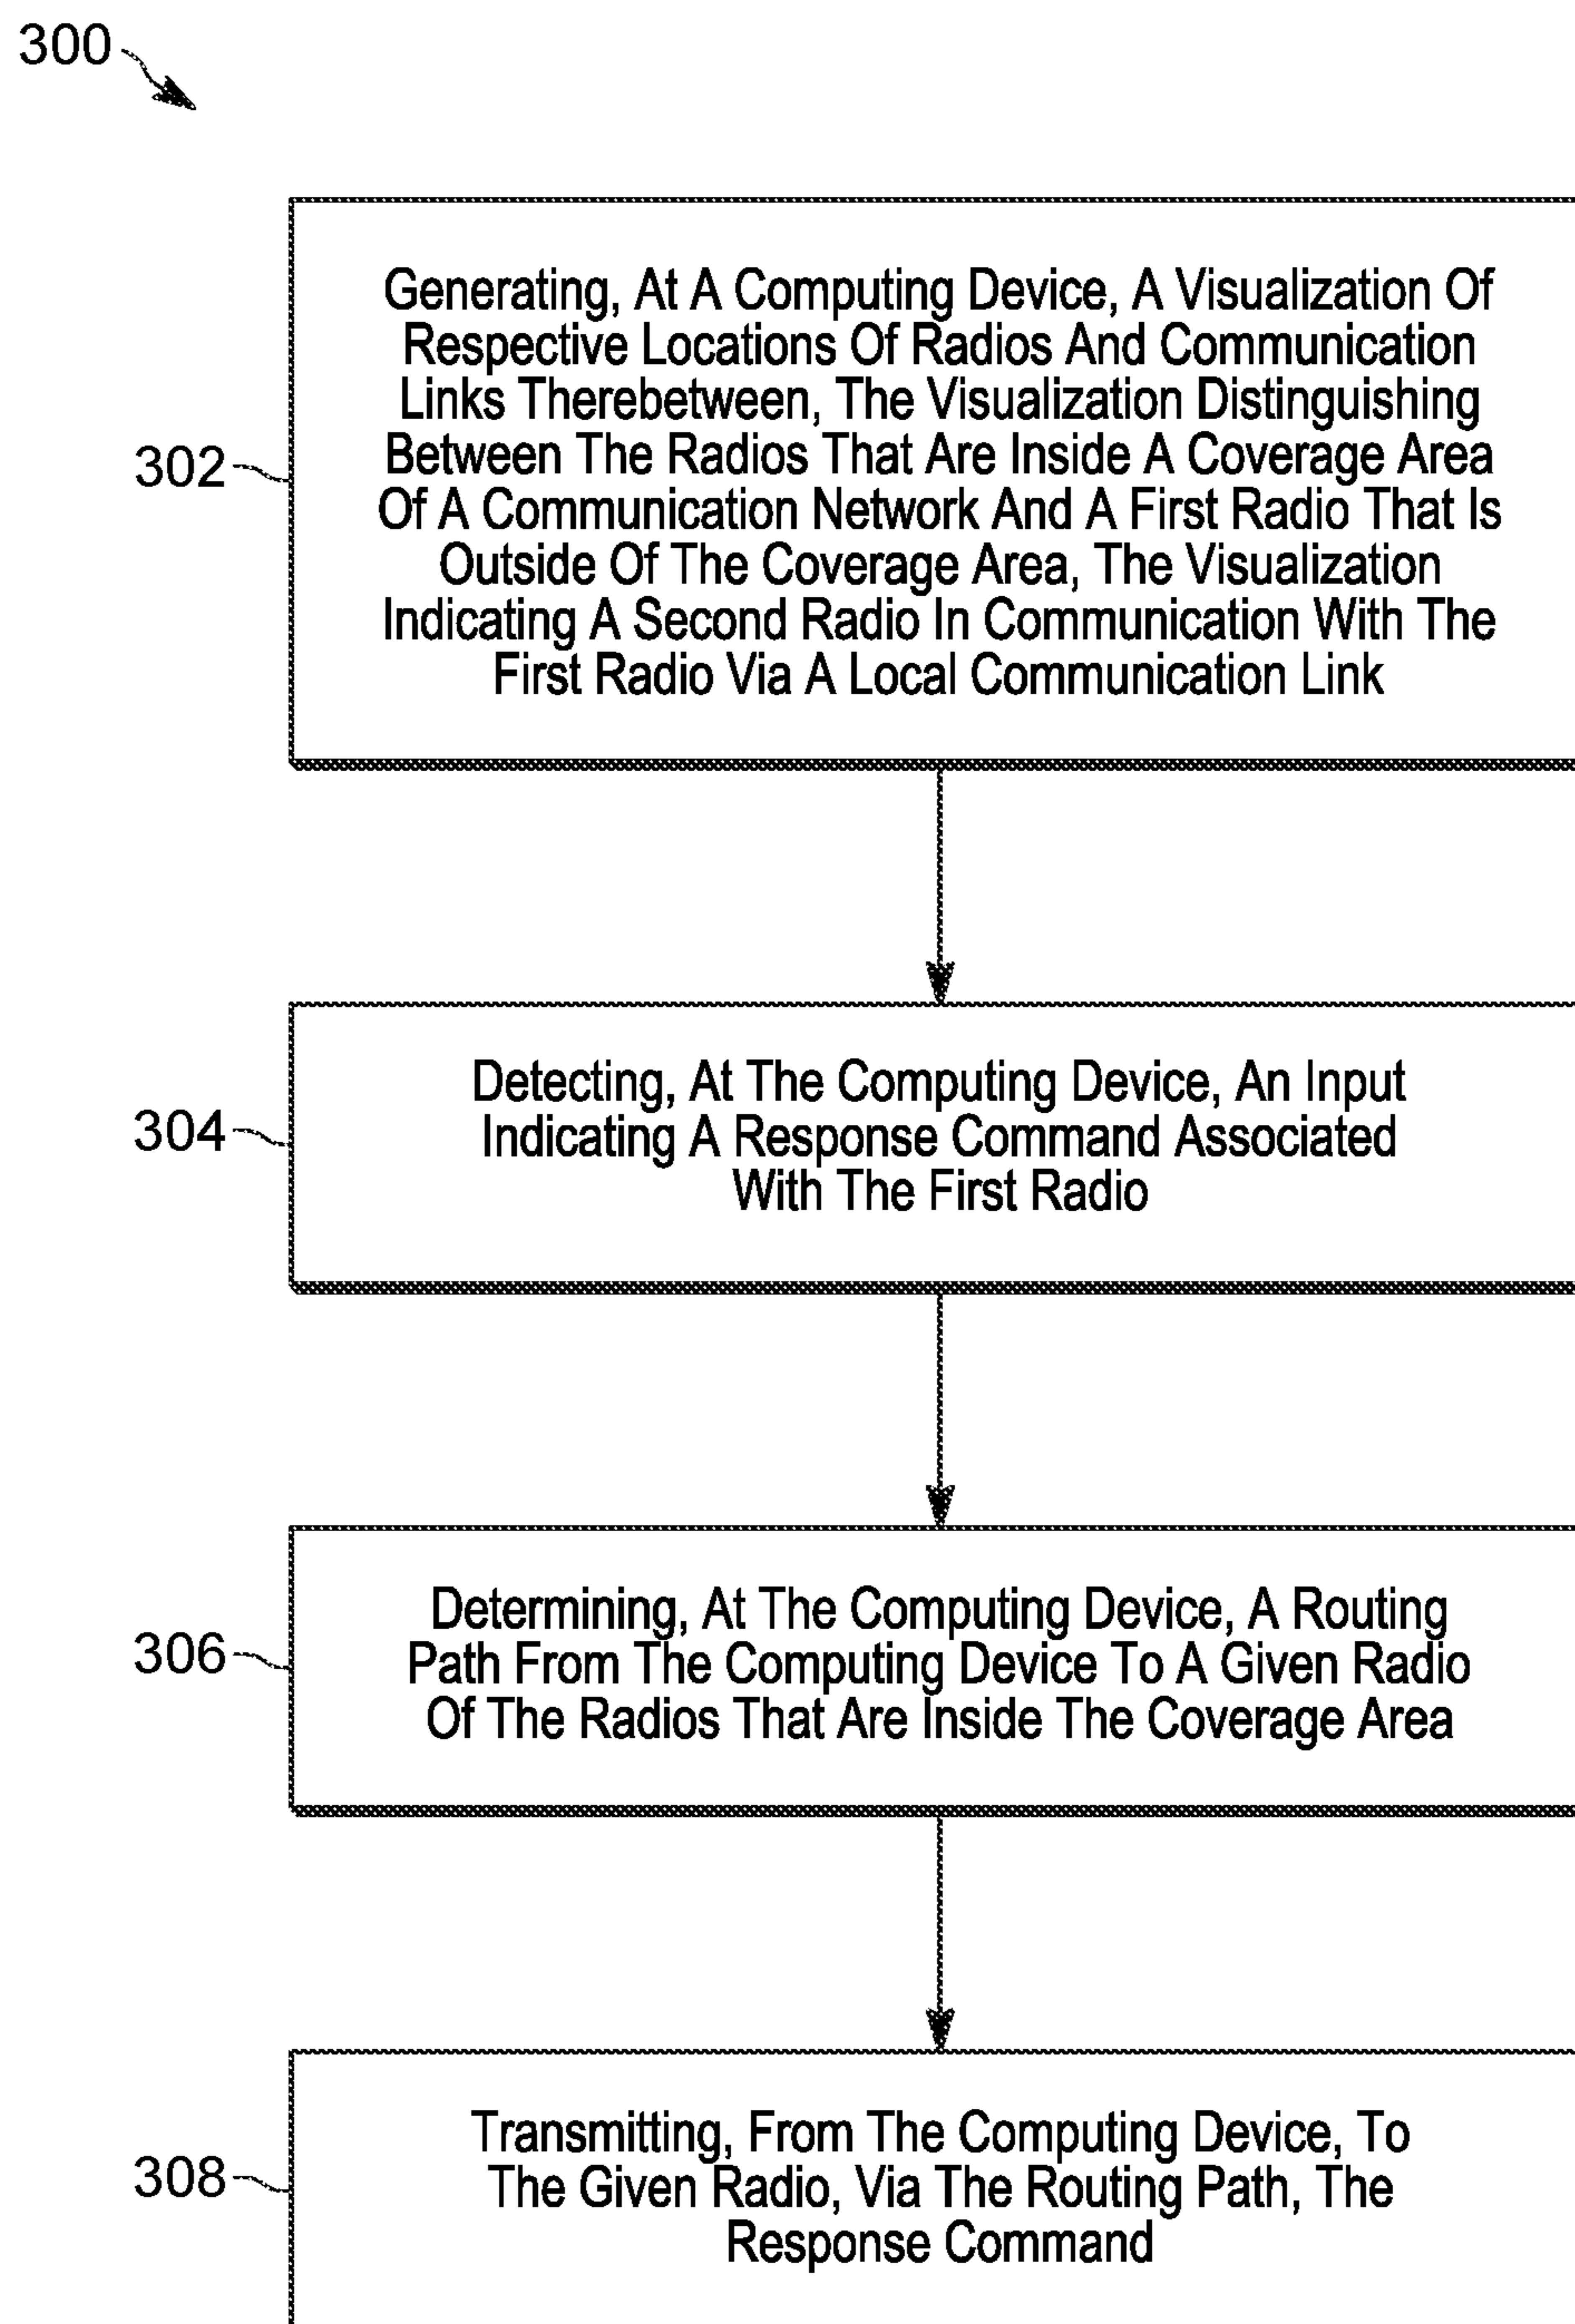 300
302
Generating, At A Computing Device, A Visualization Of
Respective Locations Of Radios And Communication
Links Therebetween, The Visualization Distinguishing
Between The Radios That Are Inside A Coverage Area
Of A Communication Network And A First Radio That Is
Outside Of The Coverage Area, The Visualization
Indicating A Second Radio In Communication With The
First Radio Via A Local Communication Link
304
Detecting, At The Computing Device, An Input
Indicating A Response Command Associated
With The First Radio
306
Determining, At The Computing Device, A Routing
Path From The Computing Device To A Given Radio
Of The Radios That Are Inside The Coverage Area
308
Transmitting, From The Computing Device, To
The Given Radio, Via The Routing Path, The
Response Command